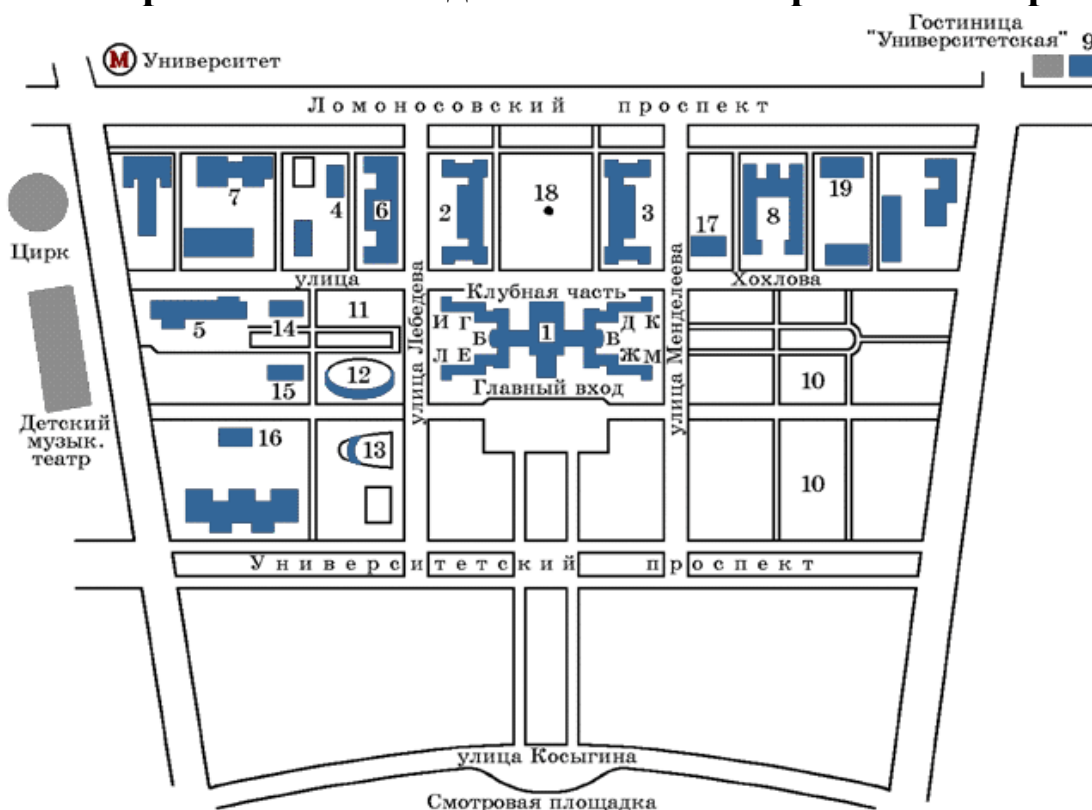 Гостиница
"Университетская"
9
М Университет
Ломоносовский проспект
Цирк
7
4
6
2
18
3
17
8
19
улица
Хохлова
улица Лебедева
улица Менделеева
5
14
11
Клубная часть
И Г
Б
1
Д К
В
Л Е
Ж М
Главный вход
15
12
10
Детский
музык.
театр
16
13
10
Университетский проспект
улица Косыгина
Смотровая площадка